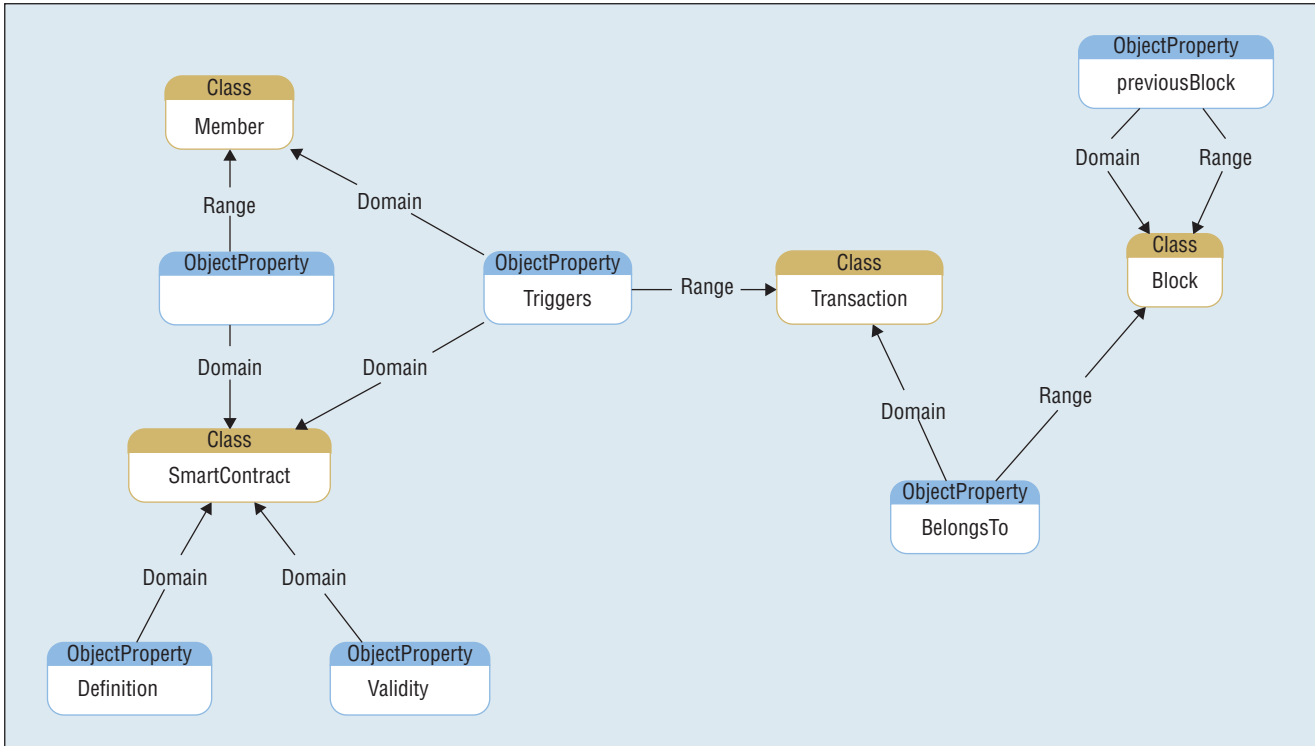 ObjectProperty
previousBlock
Class
Member
Domain
Range
Range
Domain
Class
Block
ObjectProperty
ObjectProperty
Triggers
Range
Class
Transaction
Domain
Domain
Range
Domain
Class
SmartContract
ObjectProperty
BelongsTo
Domain
Domain
ObjectProperty
Definition
ObjectProperty
Validity